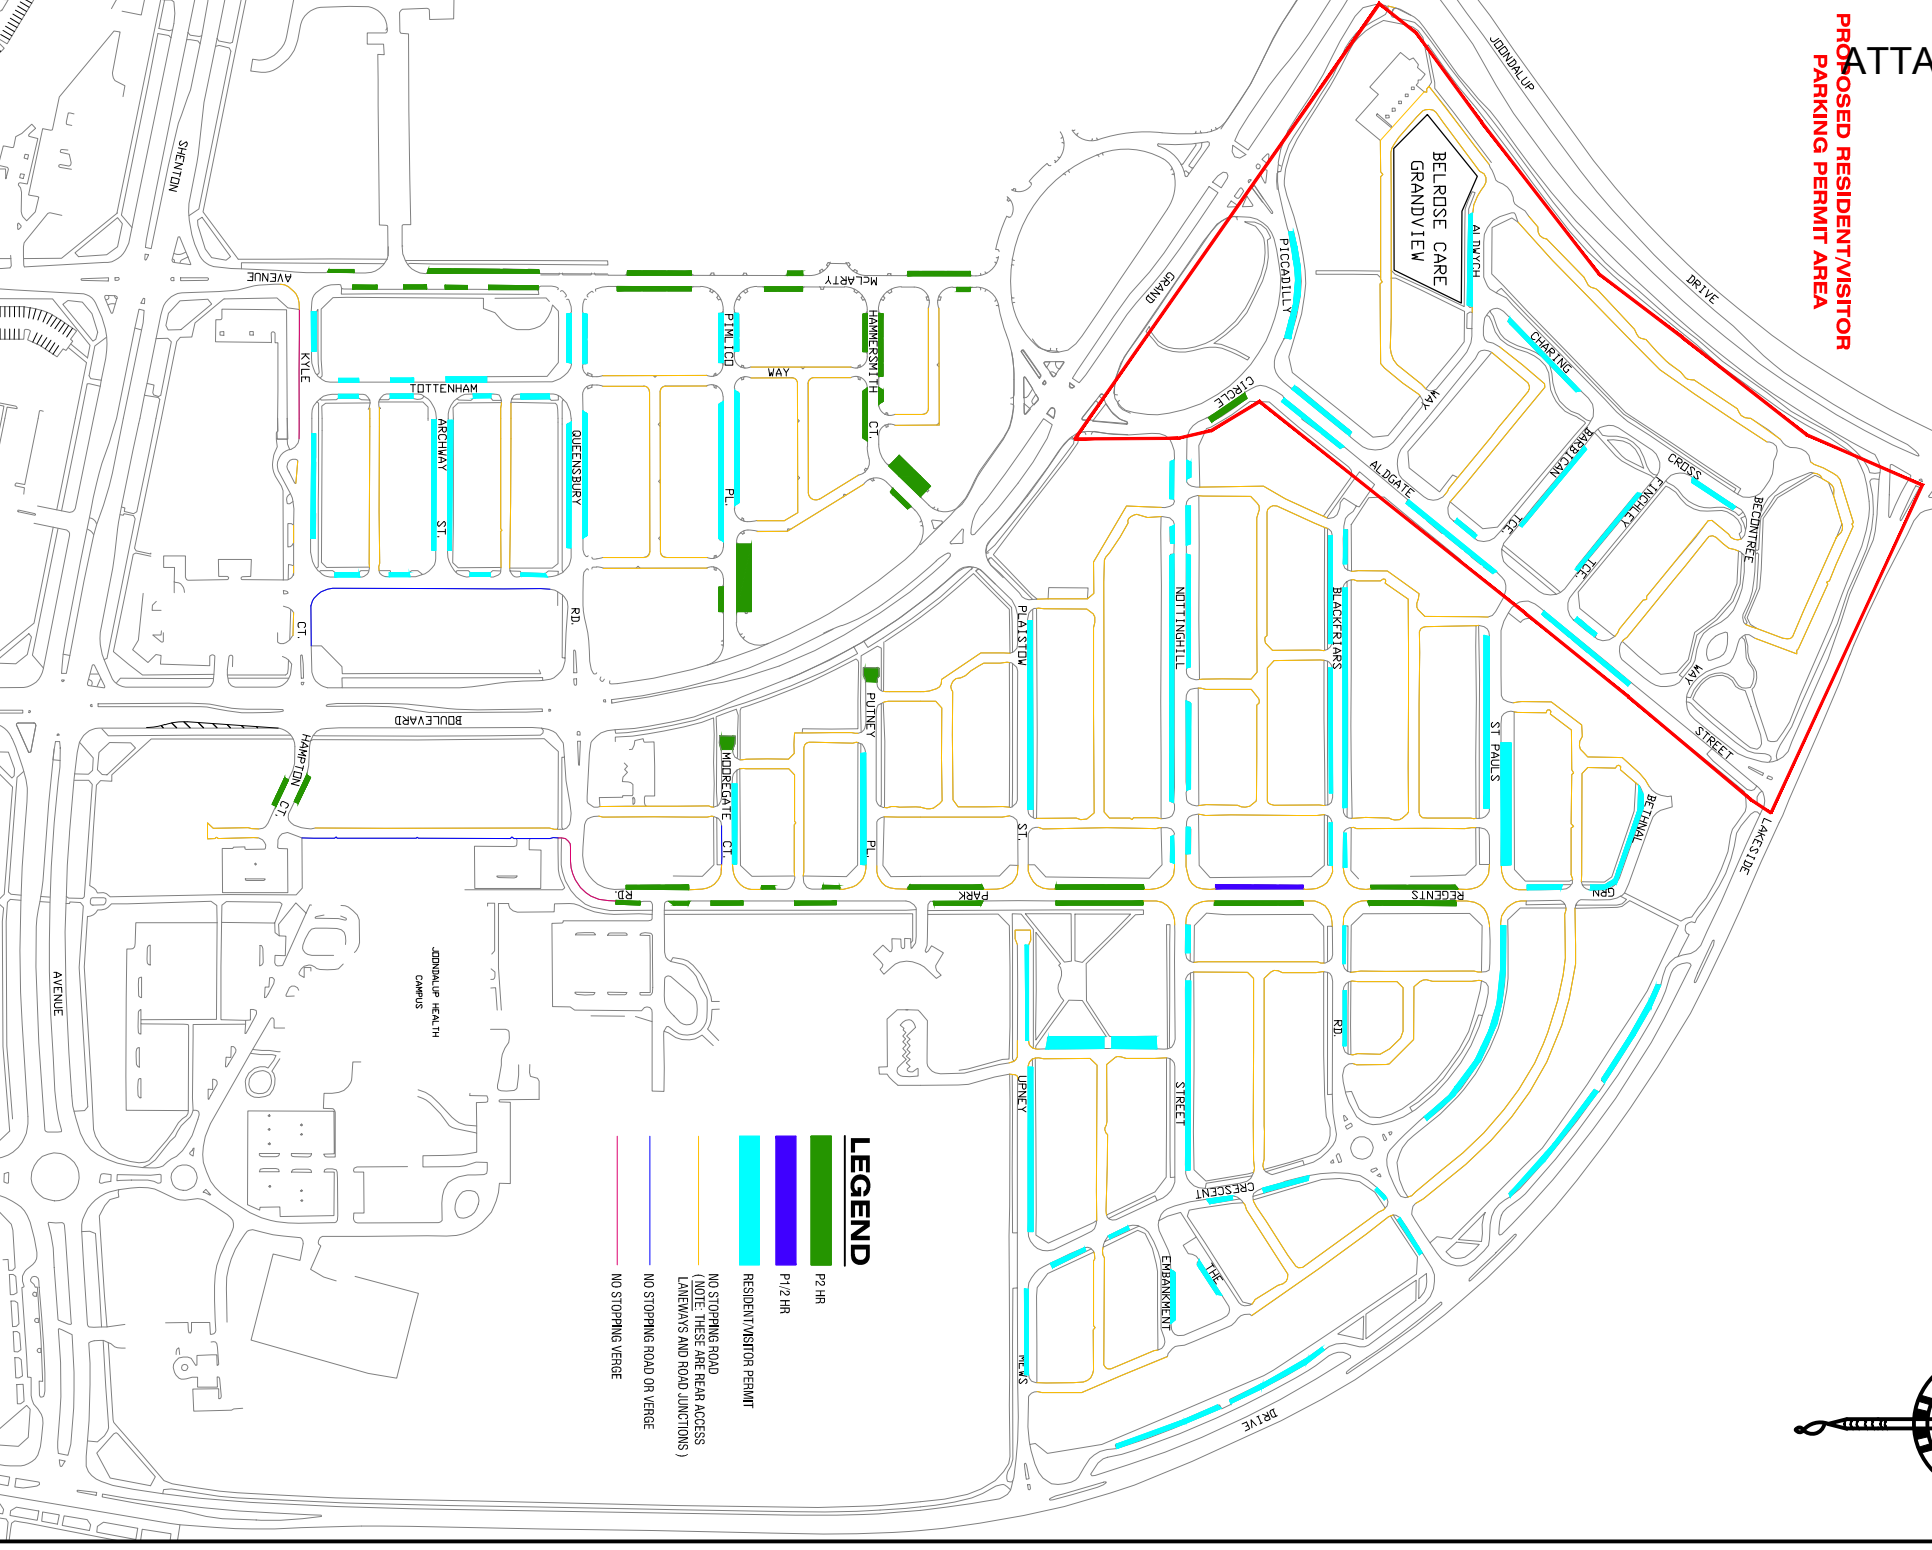 ATTA
PROPOSED RESIDENT/VISITOR
PARKING PERMIT AREA
JOONDALUP
DRIVE
BELROSE CARE
GRANDVIEW
ALDWYCH
WAY
PICCADILLY
GRAND
CIRCLE
CHARING
CROSS
BARBICAN
TCE.
FINCHLEY
TCE.
BECONTREE
WAY
ALDGATE
STREET
LAKESIDE
DRIVE
SHENTON
AVENUE
AVENUE
McLARTY
KYLE
CT.
TOTTENHAM
WAY
ARCHWAY
ST.
QUEENSBURY
RD.
PIMLICO
PL.
HAMMERSMITH
CT.
BOULEVARD
HAMPTON
CT.
MOOREGATE
CT.
PUTNEY
PL.
PLAISTOW
ST.
NOTTINGHILL
STREET
BLACKFRIARS
RD.
ST PAULS
CRESCENT
BETHNAL
GRN
REGENTS
PARK
RD.
UPNEY
MEWS
THE
EMBANKMENT
JOONDALUP HEALTH
CAMPUS
LEGEND
P2 HR
P1/2 HR
RESIDENT/VISITOR PERMIT
NO STOPPING ROAD
( NOTE: THESE ARE REAR ACCESS
LANEWAYS AND ROAD JUNCTIONS )
NO STOPPING ROAD OR VERGE
NO STOPPING VERGE